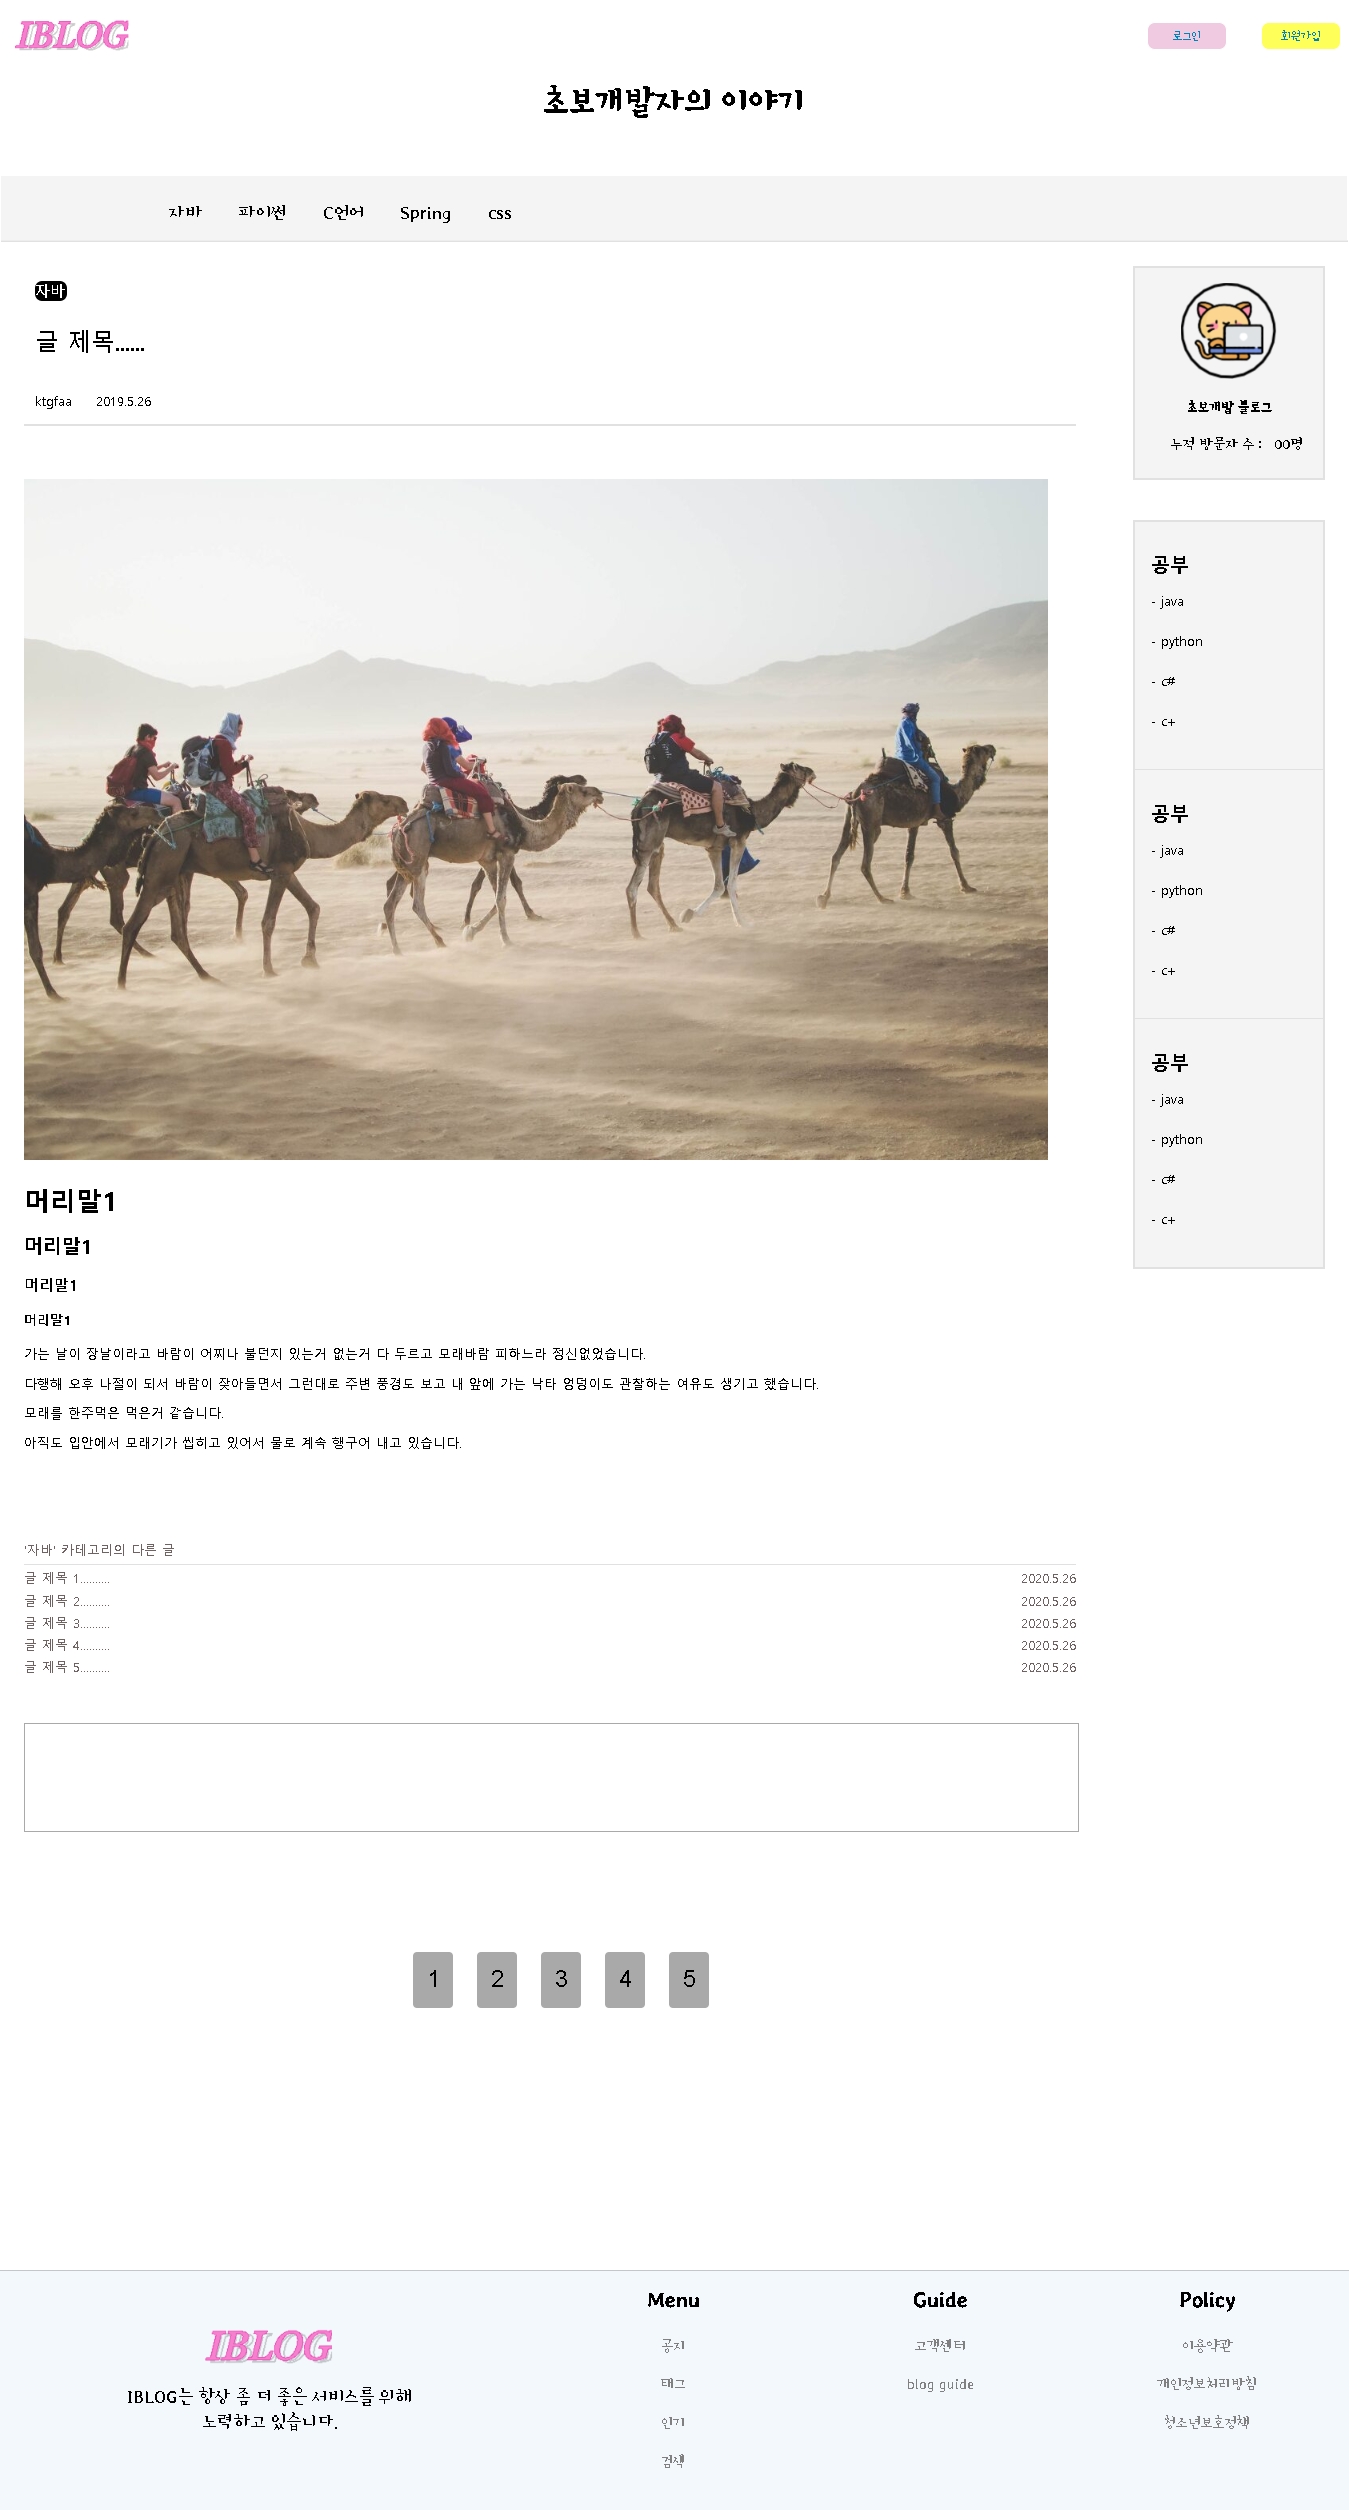 IBLOG
로그인 회원가입
초보개발자의 이야기
자바 파이썬 C언어 Spring css
자바
글 제목......
ktgfaa 2019.5.26
초보개발 블로그
누적 방문자 수 : 00명
공부
- java
- python
- c#
- c+
공부
- java
- python
- c#
- c+
공부
- java
- python
- c#
- c+
머리말1
머리말1
머리말1
머리말1
가는 날이 장날이라고 바람이 어찌나 불던지 있는거 없는거 다 두르고 모래바람 피하느라 정신없었습니다.
다행해 오후 나절이 되서 바람이 잦아들면서 그런대로 주변 풍경도 보고 내 앞에 가는 낙타 엉덩이도 관찰하는 여유도 생기고 했습니다.
모래를 한주먹은 먹은거 같습니다.
아직도 입안에서 모래기가 씹히고 있어서 물로 계속 행구어 내고 있습니다.
'자바' 카테고리의 다른 글
글 제목 1.......... 2020.5.26
글 제목 2.......... 2020.5.26
글 제목 3.......... 2020.5.26
글 제목 4.......... 2020.5.26
글 제목 5.......... 2020.5.26
1 2 3 4 5
IBLOG
IBLOG는 항상 좀 더 좋은 서비스를 위해
노력하고 있습니다.
Menu
공지
태그
인기
검색
Guide
고객센터
blog guide
Policy
이용약관
개인정보처리방침
청소년보호정책